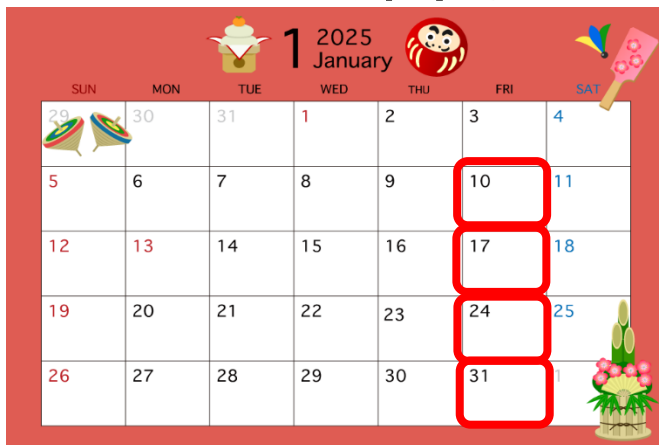 1 2025
January
SUN MON TUE WED THU FRI SAT
29 30 31 1 2 3 4
5 6 7 8 9 10 11
12 13 14 15 16 17 18
19 20 21 22 23 24 25
26 27 28 29 30 31 1